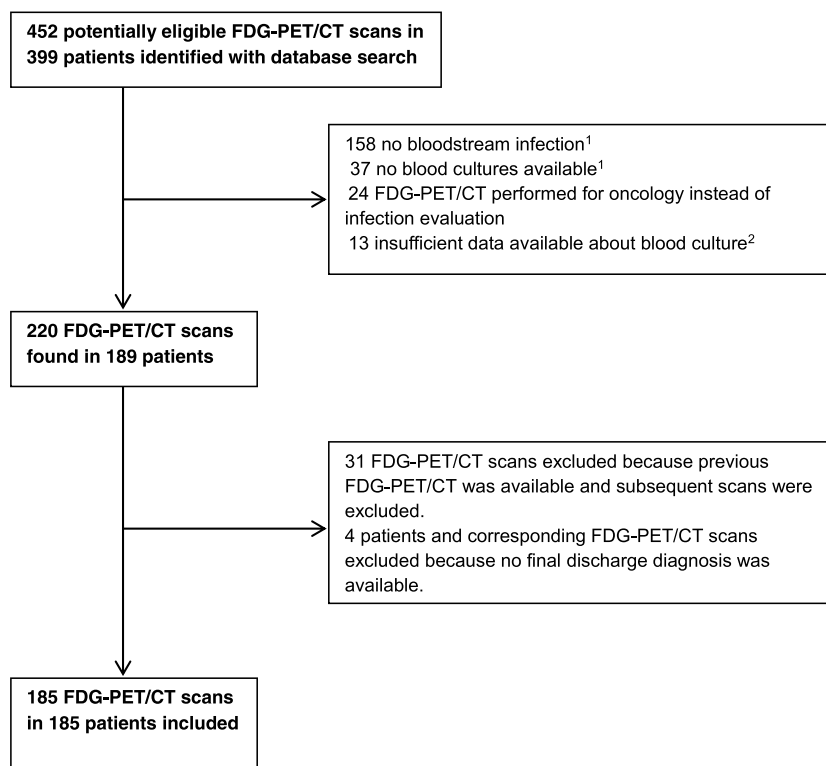 452 potentially eligible FDG-PET/CT scans in
399 patients identified with database search
158 no bloodstream infection¹
37 no blood cultures available¹
24 FDG-PET/CT performed for oncology instead of
infection evaluation
13 insufficient data available about blood culture²
220 FDG-PET/CT scans
found in 189 patients
31 FDG-PET/CT scans excluded because previous
FDG-PET/CT was available and subsequent scans were
excluded.
4 patients and corresponding FDG-PET/CT scans
excluded because no final discharge diagnosis was
available.
185 FDG-PET/CT scans
in 185 patients included